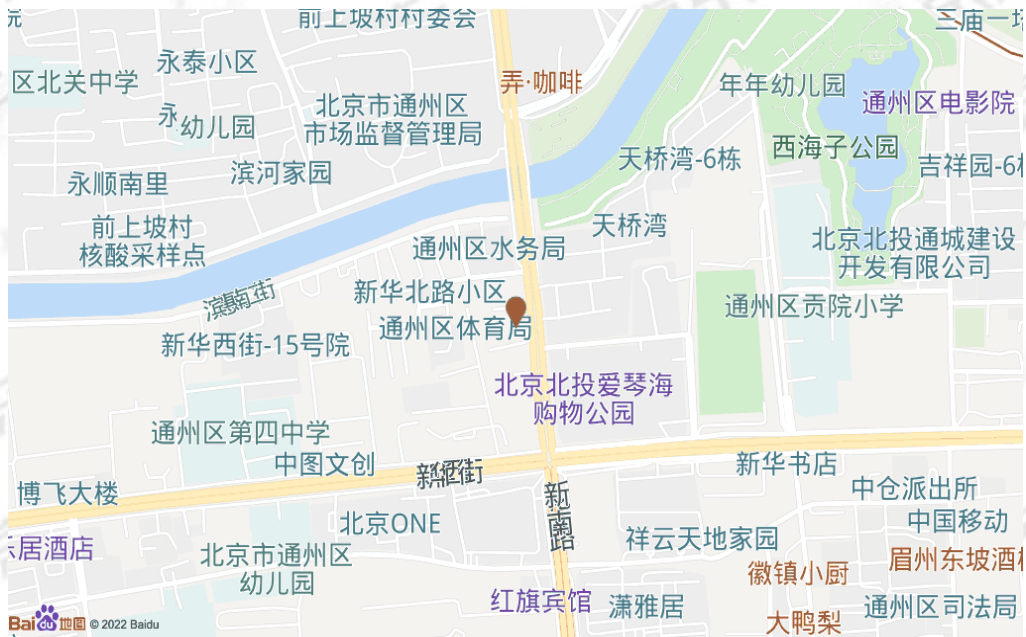 院
前上坡村村委会
三庙一
永泰小区
区北关中学
弄·咖啡
年年幼儿园
通州区电影院
永
幼儿园
北京市通州区
市场监督管理局
西海子公园
天桥湾-6栋
吉祥园-6
滨河家园
永顺南里
前上坡村
核酸采样点
天桥湾
通州区水务局
北京北投通城建设
开发有限公司
滨惠南二街
新华北路小区
通州区贡院小学
通州区体育局
新华西街-15号院
北京北投爱琴海
购物公园
通州区第四中学
中图文创
新华西街
新华书店
博飞大楼
中仓派出所
新华南路
中国移动
北京ONE
祥云天地家园
乐居酒店
北京市通州区
幼儿园
眉州东坡酒
徽镇小厨
红旗宾馆
潇雅居
通州区司法局
大鸭梨
Baidu地图 © 2022 Baidu